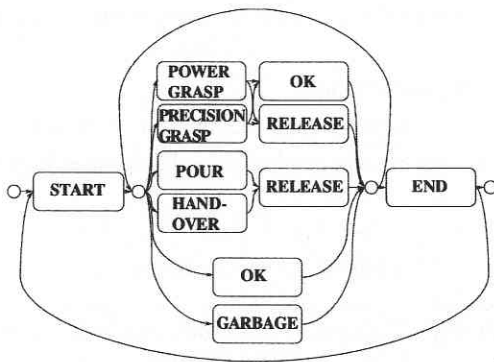 POWER
GRASP
OK
PRECISION
GRASP
RELEASE
POUR
START
RELEASE
END
HAND-
OVER
OK
GARBAGE